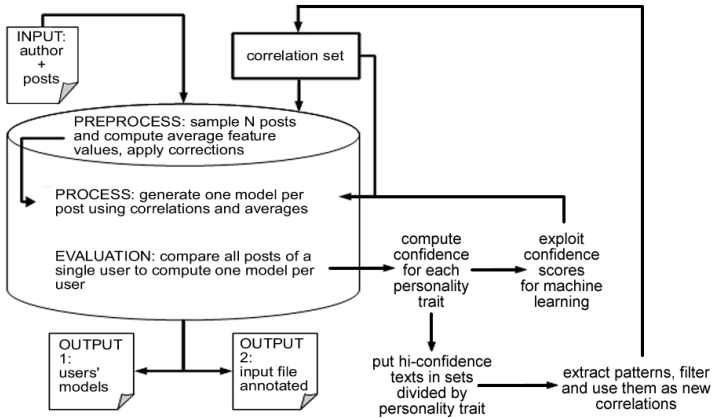 INPUT:
author
+
posts
correlation set
PREPROCESS: sample N posts
and compute average feature
values, apply corrections
PROCESS: generate one model per
post using correlations and averages
EVALUATION: compare all posts of a
single user to compute one model per
user
compute
confidence
for each
personality
trait
exploit
confidence
scores
for machine
learning
OUTPUT
1:
users'
models
OUTPUT
2:
input file
annotated
put hi-confidence
texts in sets
divided by
personality trait
extract patterns, filter
and use them as new
correlations